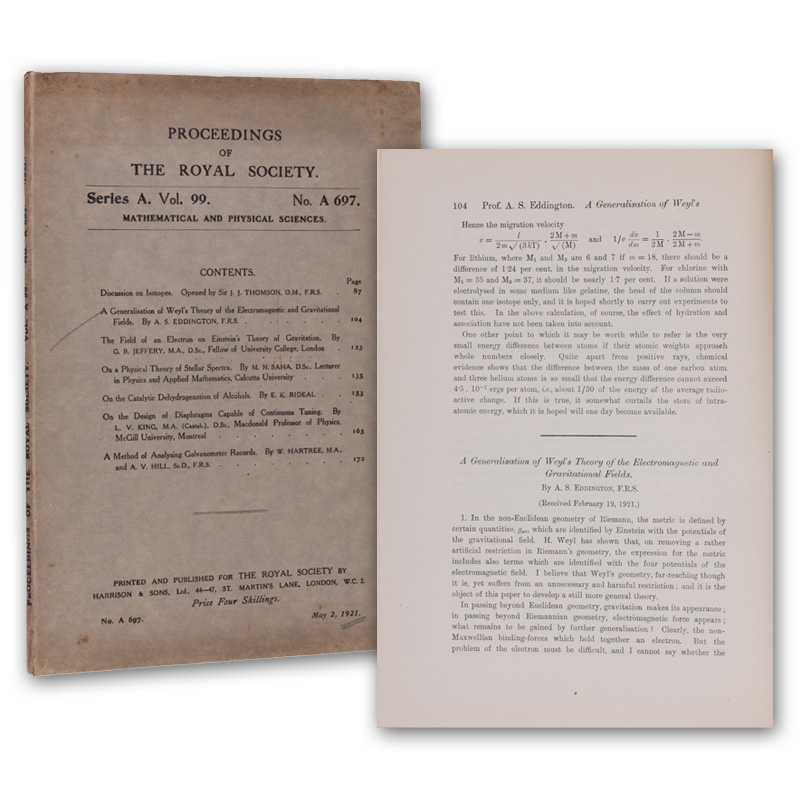 PROCEEDINGS
OF
THE ROYAL SOCIETY.
Series A. Vol. 99. No. A 697.
MATHEMATICAL AND PHYSICAL SCIENCES.
CONTENTS.
Page
Discussion on Isotopes. Opened by Sir J. J. THOMSON, O.M., F.R.S. . 87
A Generalisation of Weyl's Theory of the Electromagnetic and Gravitational
Fields. By A. S. EDDINGTON, F.R.S. . . . . . . 104
The Field of an Electron on Einstein's Theory of Gravitation. By
G. B. JEFFERY, M.A., D.Sc., Fellow of University College, London . 123
On a Physical Theory of Stellar Spectra. By M. N. SAHA, D.Sc., Lecturer
in Physics and Applied Mathematics, Calcutta University . . . 135
On the Catalytic Dehydrogenation of Alcohols. By E. K. RIDEAL . . 153
On the Design of Diaphragms Capable of Continuous Tuning. By
L. V. KING, M.A. (Cantab.), D.Sc., Macdonald Professor of Physics,
McGill University, Montreal . . . . . . . 163
A Method of Analysing Galvanometer Records. By W. HARTREE, M.A.,
and A. V. HILL, Sc.D., F.R.S. . . . . . . . 172
PRINTED AND PUBLISHED FOR THE ROYAL SOCIETY BY
HARRISON & SONS, Ltd., 44-47, ST. MARTIN'S LANE, LONDON, W.C. 2.
Price Four Shillings.
No. A 697. May 2, 1921.
104 Prof. A. S. Eddington. A Generalisation of Weyl's
Hence the migration velocity
v = l / 2m√(3kT) · 2M+m / √(M) and 1/v dv/dm = 1/2M · 2M−m / 2M+m.
For lithium, where M₁ and M₂ are 6 and 7 if m = 18, there should be a
difference of 1·24 per cent. in the migration velocity. For chlorine with
M₁ = 35 and M₂ = 37, it should be nearly 1·7 per cent. If a solution were
electrolysed in some medium like gelatine, the head of the column should
contain one isotope only, and it is hoped shortly to carry out experiments to
test this. In the above calculation, of course, the effect of hydration and
association have not been taken into account.
One other point to which it may be worth while to refer is the very
small energy difference between atoms if their atomic weights approach
whole numbers closely. Quite apart from positive rays, chemical
evidence shows that the difference between the mass of one carbon atom
and three helium atoms is so small that the energy difference cannot exceed
4·5 . 10⁻⁷ ergs per atom, i.e., about 1/30 of the energy of the average radio-
active change. If this is true, it somewhat curtails the store of intra-
atomic energy, which it is hoped will one day become available.
A Generalisation of Weyl's Theory of the Electromagnetic and
Gravitational Fields.
By A. S. EDDINGTON, F.R.S.
(Received February 19, 1921.)
1. In the non-Euclidean geometry of Riemann, the metric is defined by
certain quantities, gμν, which are identified by Einstein with the potentials of
the gravitational field. H. Weyl has shown that, on removing a rather
artificial restriction in Riemann's geometry, the expression for the metric
includes also terms which are identified with the four potentials of the
electromagnetic field. I believe that Weyl's geometry, far-reaching though
it is, yet suffers from an unnecessary and harmful restriction; and it is the
object of this paper to develop a still more general theory.
In passing beyond Euclidean geometry, gravitation makes its appearance;
in passing beyond Riemannian geometry, electromagnetic force appears;
what remains to be gained by further generalisation? Clearly, the non-
Maxwellian binding-forces which hold together an electron. But the
problem of the electron must be difficult, and I cannot say whether the